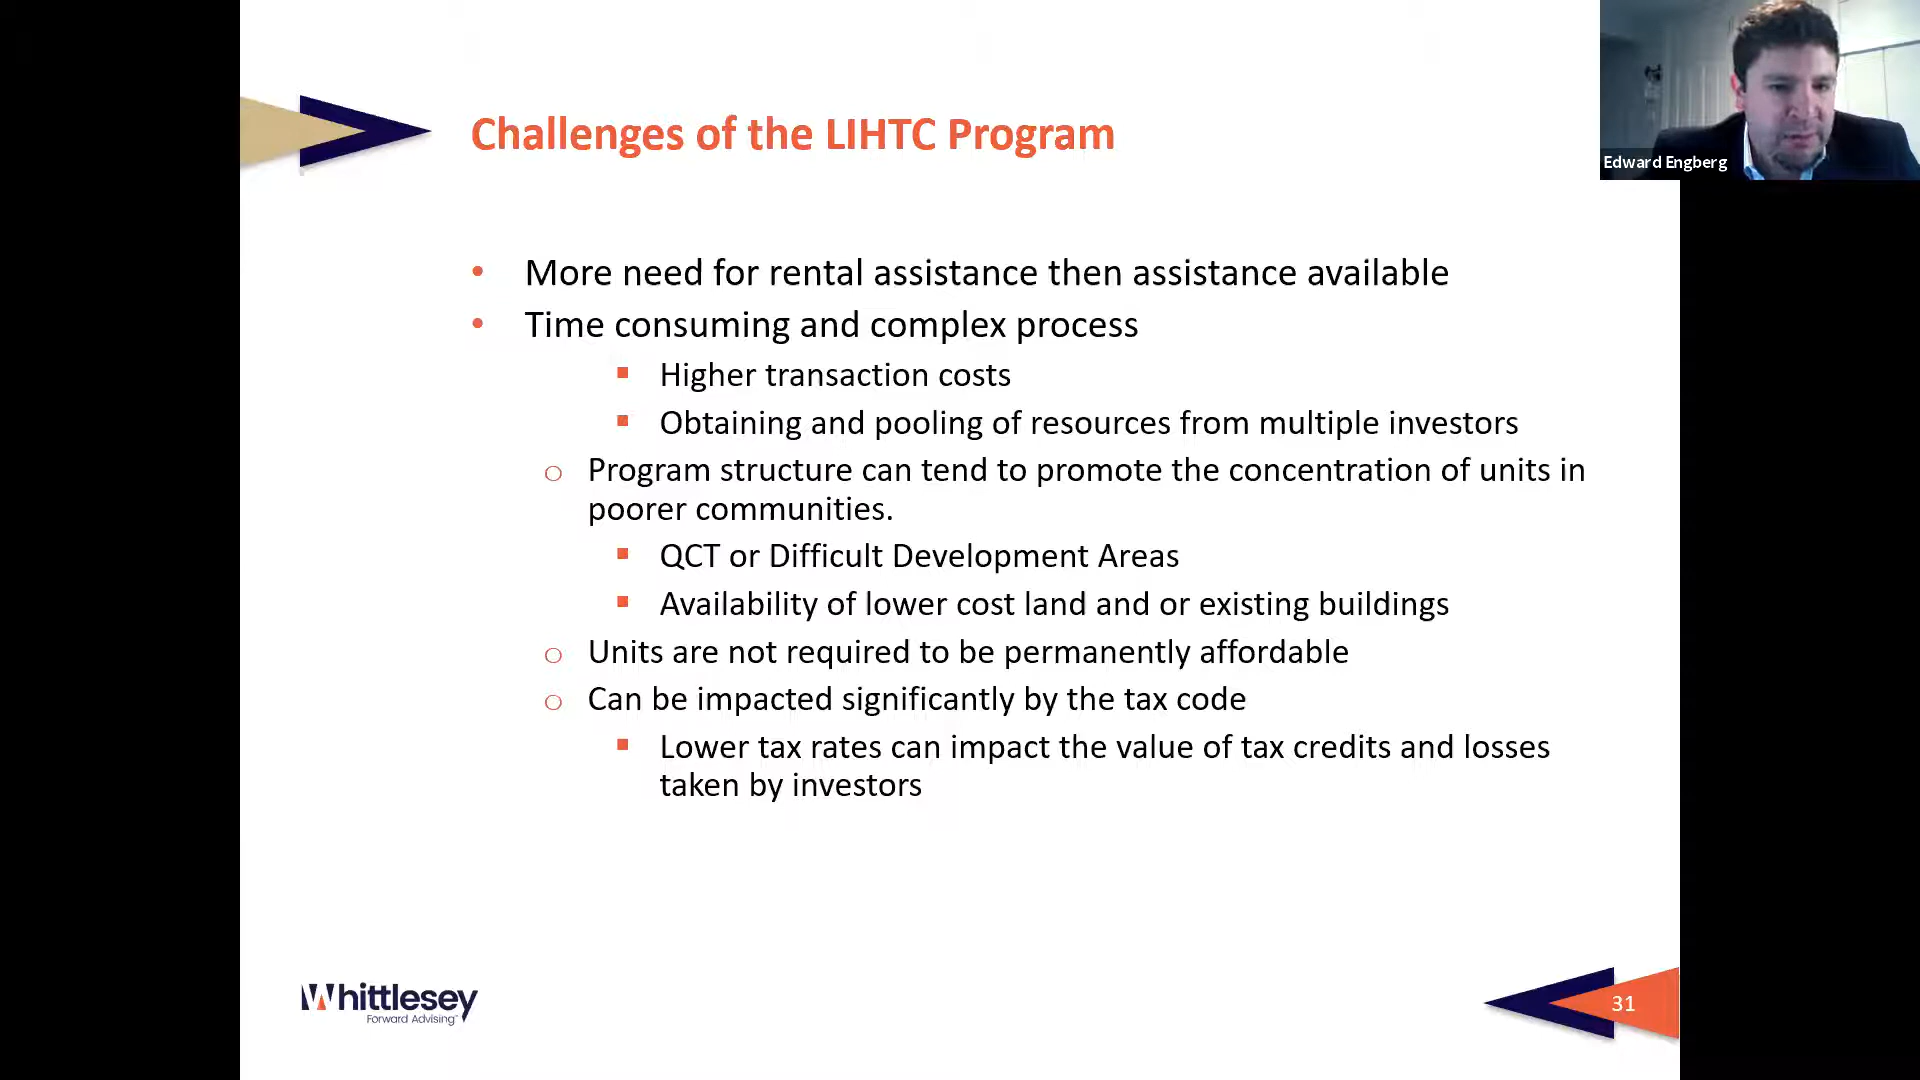 Challenges of the LIHTC Program
Edward Engberg
• More need for rental assistance then assistance available
• Time consuming and complex process
▪ Higher transaction costs
▪ Obtaining and pooling of resources from multiple investors
o Program structure can tend to promote the concentration of units in
poorer communities.
▪ QCT or Difficult Development Areas
▪ Availability of lower cost land and or existing buildings
o Units are not required to be permanently affordable
o Can be impacted significantly by the tax code
▪ Lower tax rates can impact the value of tax credits and losses
taken by investors
Whittlesey
Forward Advising™
31